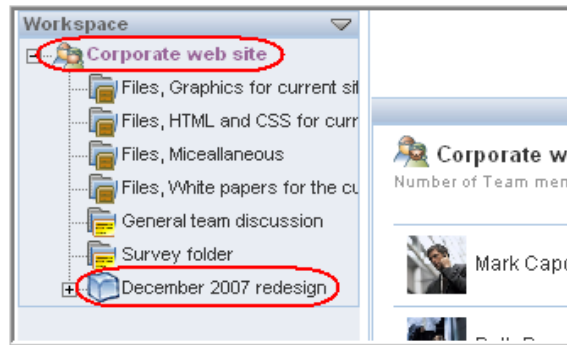 Workspace
Corporate web site
Files, Graphics for current sit
Files, HTML and CSS for curr
Files, Miceallaneous
Files, White papers for the cu
General team discussion
Survey folder
December 2007 redesign
Corporate w
Number of Team men
Mark Capo